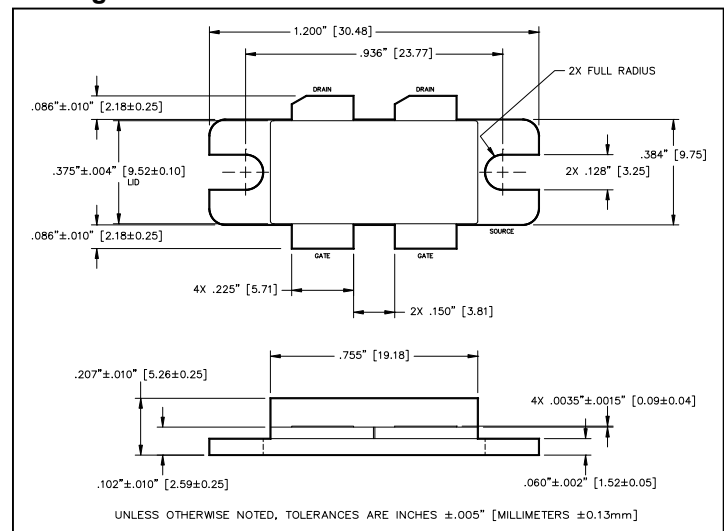 1.200" [30.48]
.936" [23.77]
2X FULL RADIUS
DRAIN
DRAIN
.086"±.010" [2.18±0.25]
.384" [9.75]
.375"±.004" [9.52±0.10]
LID
2X .128" [3.25]
.086"±.010" [2.18±0.25]
SOURCE
GATE
GATE
4X .225" [5.71]
2X .150" [3.81]
.755" [19.18]
.207"±.010" [5.26±0.25]
4X .0035"±.0015" [0.09±0.04]
.102"±.010" [2.59±0.25]
.060"±.002" [1.52±0.05]
UNLESS OTHERWISE NOTED, TOLERANCES ARE INCHES ±.005" [MILLIMETERS ±0.13mm]